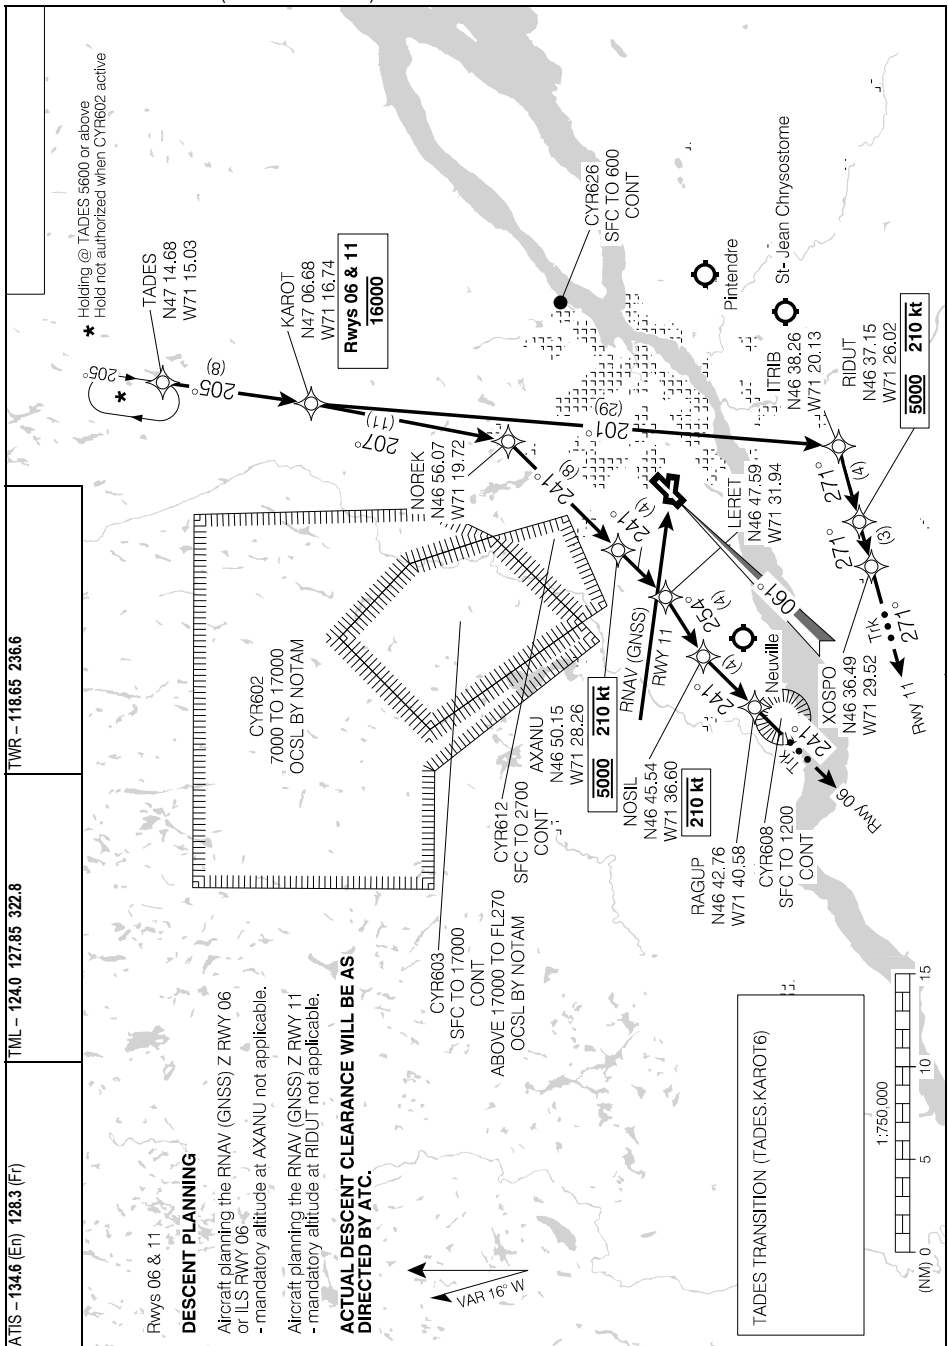 ATIS – 134.6 (En) 128.3 (Fr)
TML – 124.0 127.85 322.8
TWR – 118.65 236.6
* Holding @ TADES 5600 or above
Hold not authorized when CYR602 active
205°
205°
*
TADES
N47 14.68
W71 15.03
205°
(8)
KAROT
N47 06.68
W71 16.74
Rwys 06 & 11
16000
207°
(11)
201°
(29)
NOREK
N46 56.07
W71 19.72
241°
(8)
CYR626
SFC TO 600
CONT
Pintendre
St- Jean Chrysostome
ITRIB
N46 38.26
W71 20.13
RIDUT
N46 37.15
W71 26.02
5000 210 kt
271°
(4)
271°
(3)
XOSPO
N46 36.49
W71 29.52
Trk
271°
Rwy 11
CYR602
7000 TO 17000
OCSL BY NOTAM
CYR603
SFC TO 17000
CONT
ABOVE 17000 TO FL270
OCSL BY NOTAM
CYR612
SFC TO 2700
CONT
AXANU
N46 50.15
W71 28.26
5000 210 kt
241°
(4)
RNAV (GNSS)
RWY 11
LERET
N46 47.59
W71 31.94
254°
(4)
061°
NOSIL
N46 45.54
W71 36.60
210 kt
241°
(4)
Neuville
RAGUP
N46 42.76
W71 40.58
CYR608
SFC TO 1200
CONT
Trk
241°
Rwy 06
Rwys 06 & 11
DESCENT PLANNING
Aircraft planning the RNAV (GNSS) Z RWY 06
or ILS RWY 06
- mandatory altitude at AXANU not applicable.
Aircraft planning the RNAV (GNSS) Z RWY 11
- mandatory altitude at RIDUT not applicable.
ACTUAL DESCENT CLEARANCE WILL BE AS
DIRECTED BY ATC.
VAR 16° W
TADES TRANSITION (TADES.KAROT6)
1:750,000
(NM) 0 5 10 15